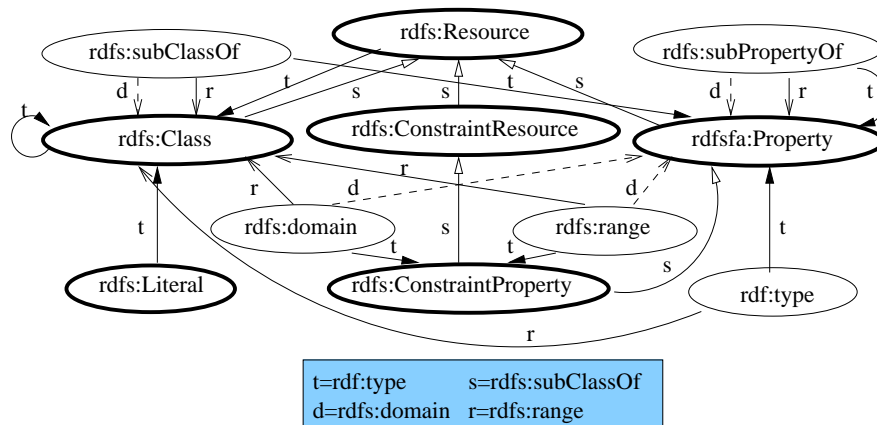 rdfs:Resource
rdfs:subClassOf
rdfs:subPropertyOf
t
t
s
s
s
d
r
d
r
t
t
rdfs:Class
rdfs:ConstraintResource
rdfsfa:Property
r
r
d
d
rdfs:domain
rdfs:range
t
t
s
t
t
s
rdfs:Literal
rdfs:ConstraintProperty
rdf:type
r
t=rdf:type s=rdfs:subClassOf
d=rdfs:domain r=rdfs:range